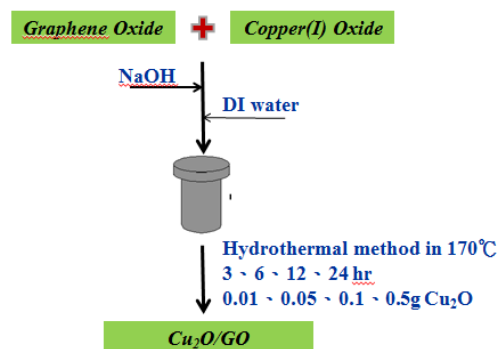 Graphene Oxide + Copper(I) Oxide
NaOH
DI water
Hydrothermal method in 170℃
3、6、12、24 hr
0.01、0.05、0.1、0.5g Cu₂O
Cu₂O/GO